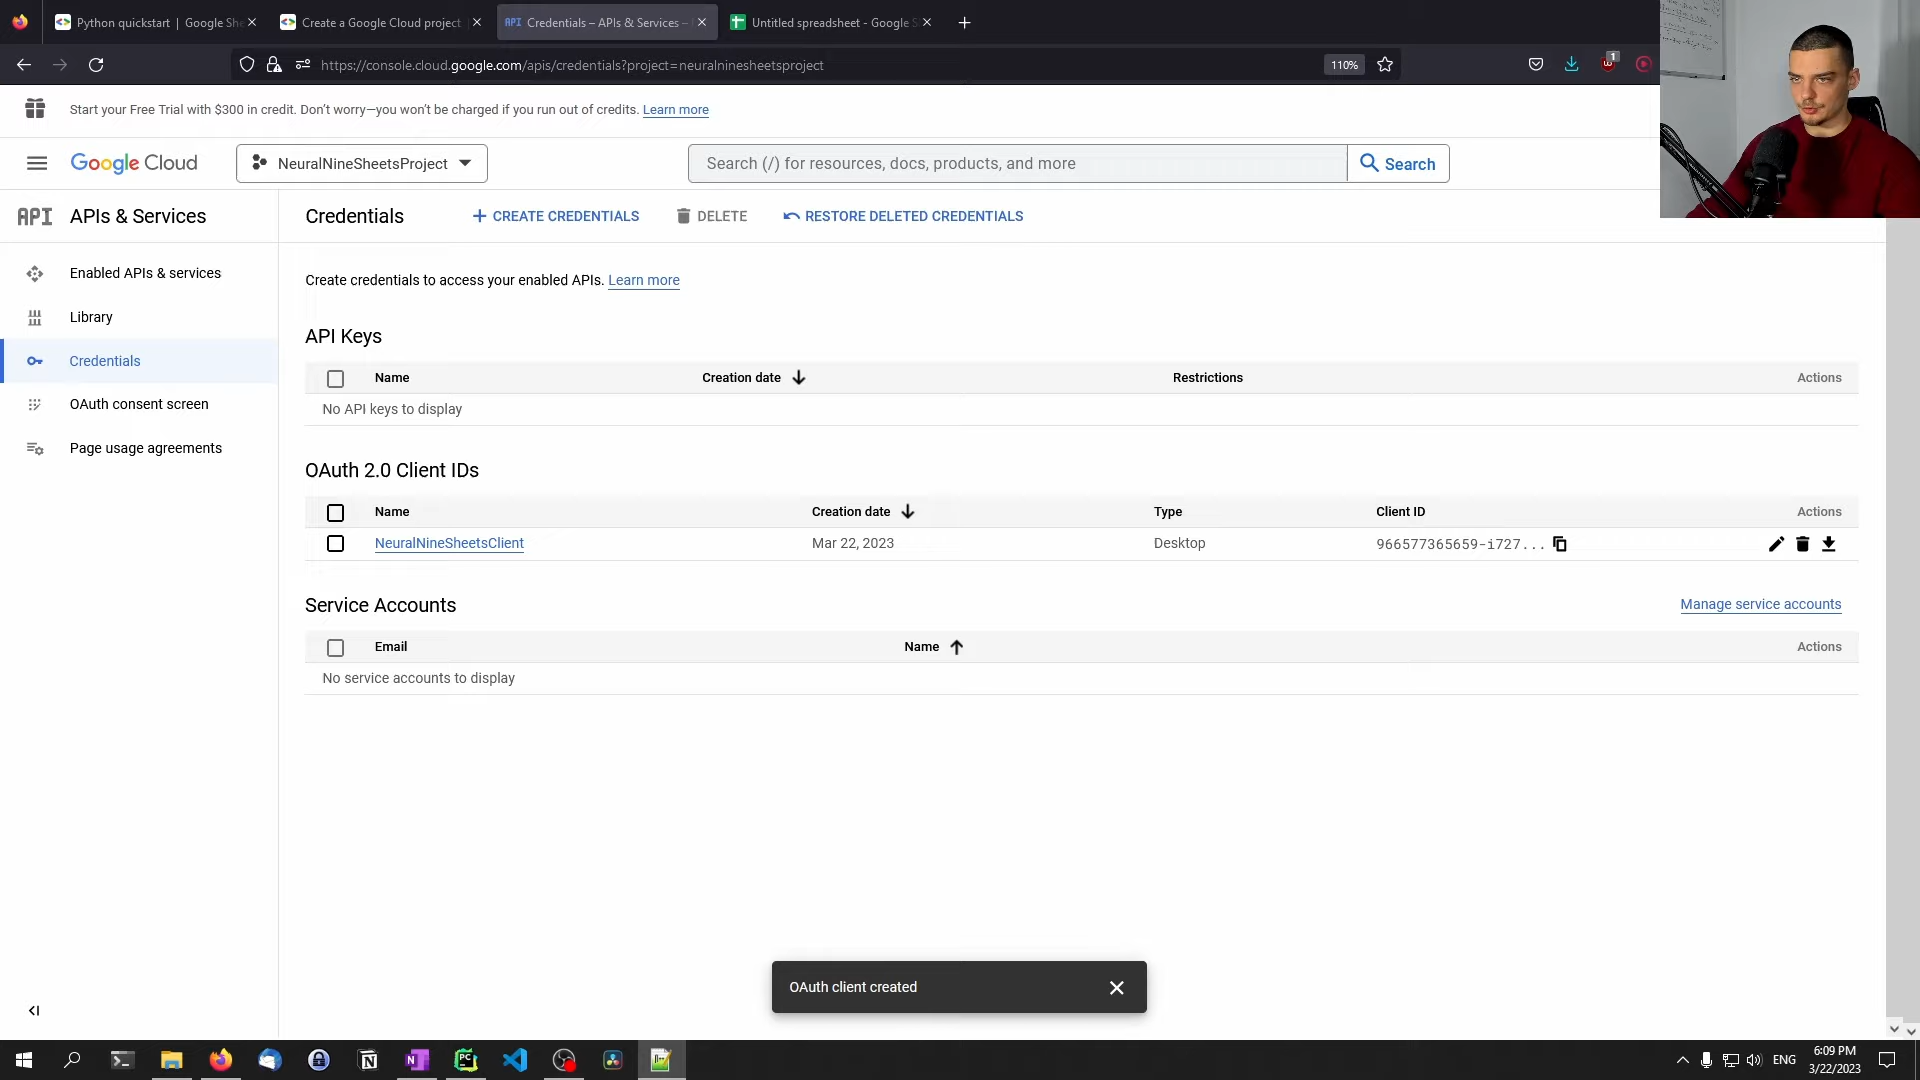 Python quickstart | Google She
Create a Google Cloud project
API Credentials – APIs & Services –
Untitled spreadsheet - Google S
https://console.cloud.google.com/apis/credentials?project=neuralninesheetsproject
110%
1
Start your Free Trial with $300 in credit. Don't worry—you won't be charged if you run out of credits. Learn more
Google Cloud
NeuralNineSheetsProject
Search (/) for resources, docs, products, and more
Search
API APIs & Services
Credentials
CREATE CREDENTIALS
DELETE
RESTORE DELETED CREDENTIALS
Enabled APIs & services
Library
Credentials
OAuth consent screen
Page usage agreements
Create credentials to access your enabled APIs. Learn more
API Keys
Name Creation date Restrictions Actions
No API keys to display
OAuth 2.0 Client IDs
Name Creation date Type Client ID Actions
NeuralNineSheetsClient Mar 22, 2023 Desktop 966577365659-i727...
Service Accounts
Manage service accounts
Email Name Actions
No service accounts to display
OAuth client created
ENG
6:09 PM
3/22/2023